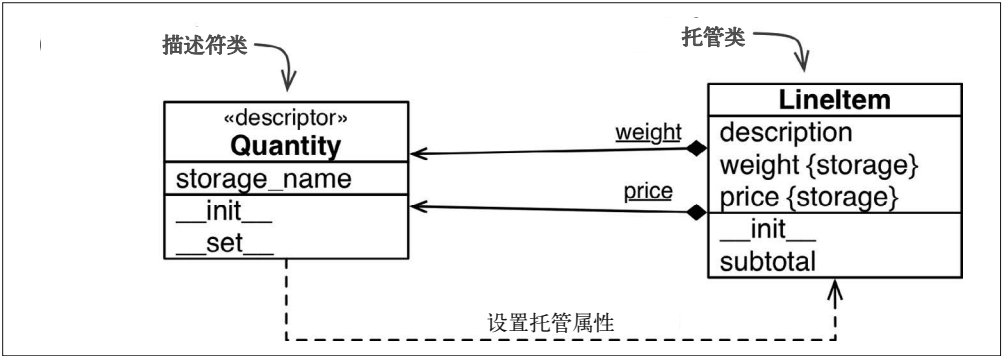 描述符类
托管类
«descriptor»
Quantity
storage_name
__init__
__set__
weight
price
LineItem
description
weight {storage}
price {storage}
__init__
subtotal
设置托管属性